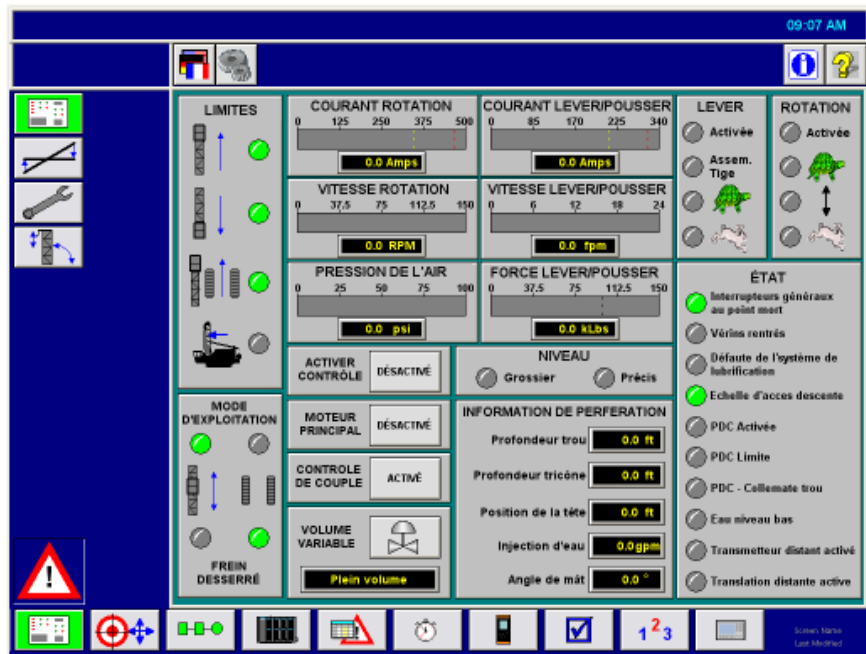 09:07 AM
LIMITES
COURANT ROTATION
0 125 250 375 500
0.0 Amps
COURANT LEVER/POUSSER
0 85 170 225 340
0.0 Amps
LEVER
Activée
Assem.
Tige
ROTATION
Activée
VITESSE ROTATION
0 37.5 75 112.5 150
0.0 RPM
VITESSE LEVER/POUSSER
0 6 12 18 24
0.0 fpm
PRESSION DE L'AIR
0 25 50 75 100
0.0 psi
FORCE LEVER/POUSSER
0 37.5 75 112.5 150
0.0 kLbs
ÉTAT
Interrupteurs généraux
au point mort
Vérins rentrés
Défaute de l'système de
lubrification
Echelle d'acces descente
PDC Activée
PDC Limite
PDC - Collemate trou
Eau niveau bas
Transmetteur distant activé
Translation distante active
ACTIVER
CONTRÔLE
DÉSACTIVÉ
NIVEAU
Grossier
Précis
MODE
D'EXPLOITATION
FREIN
DESSERRÉ
MOTEUR
PRINCIPAL
DÉSACTIVÉ
CONTROLE
DE COUPLE
ACTIVÉ
VOLUME
VARIABLE
Plein volume
INFORMATION DE PERFERATION
Profondeur trou 0.0 ft
Profondeur tricône 0.0 ft
Position de la tête 0.0 ft
Injection d'eau 0.0 gpm
Angle de mât 0.0 °
1 2 3
Screen Name
Last Modified